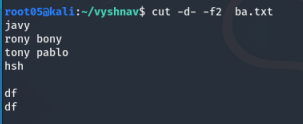 root05@kali:~/vyshnav$ cut -d- -f2  ba.txt
javy
rony bony
tony pablo
hsh

df
df